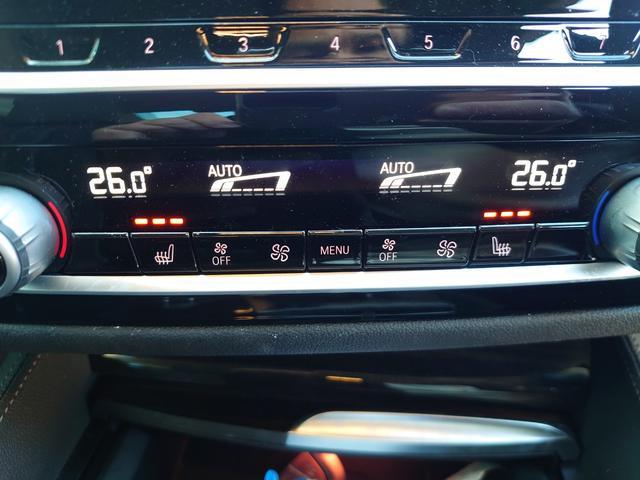 1 2 3 4 5 6 7
26.0° AUTO AUTO 26.0°
OFF MENU OFF